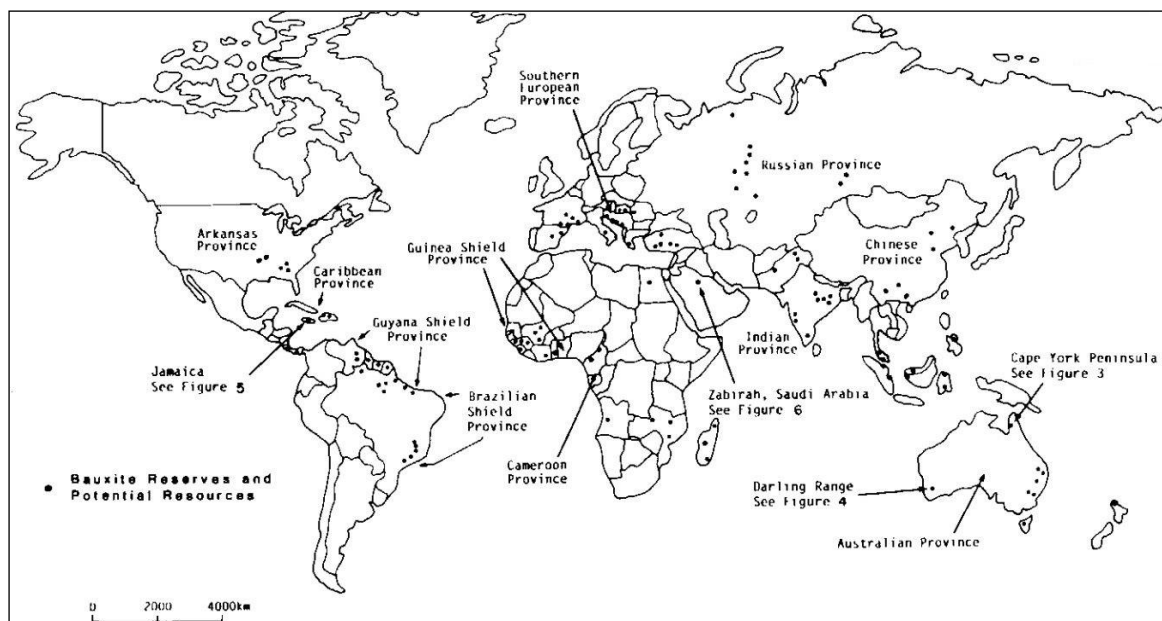 Southern
European
Province
Russian Province
Arkansas
Province
Chinese
Province
Guinea Shield
Province
Caribbean
Province
Guyana Shield
Province
Indian
Province
Cape York Peninsula
See Figure 3
Jamaica
See Figure 5
Zabirah, Saudi Arabia
See Figure 6
Brazilian
Shield
Province
Cameroon
Province
Bauxite Reserves and
Potential Resources
Darling Range
See Figure 4
Australian Province
0 2000 4000km